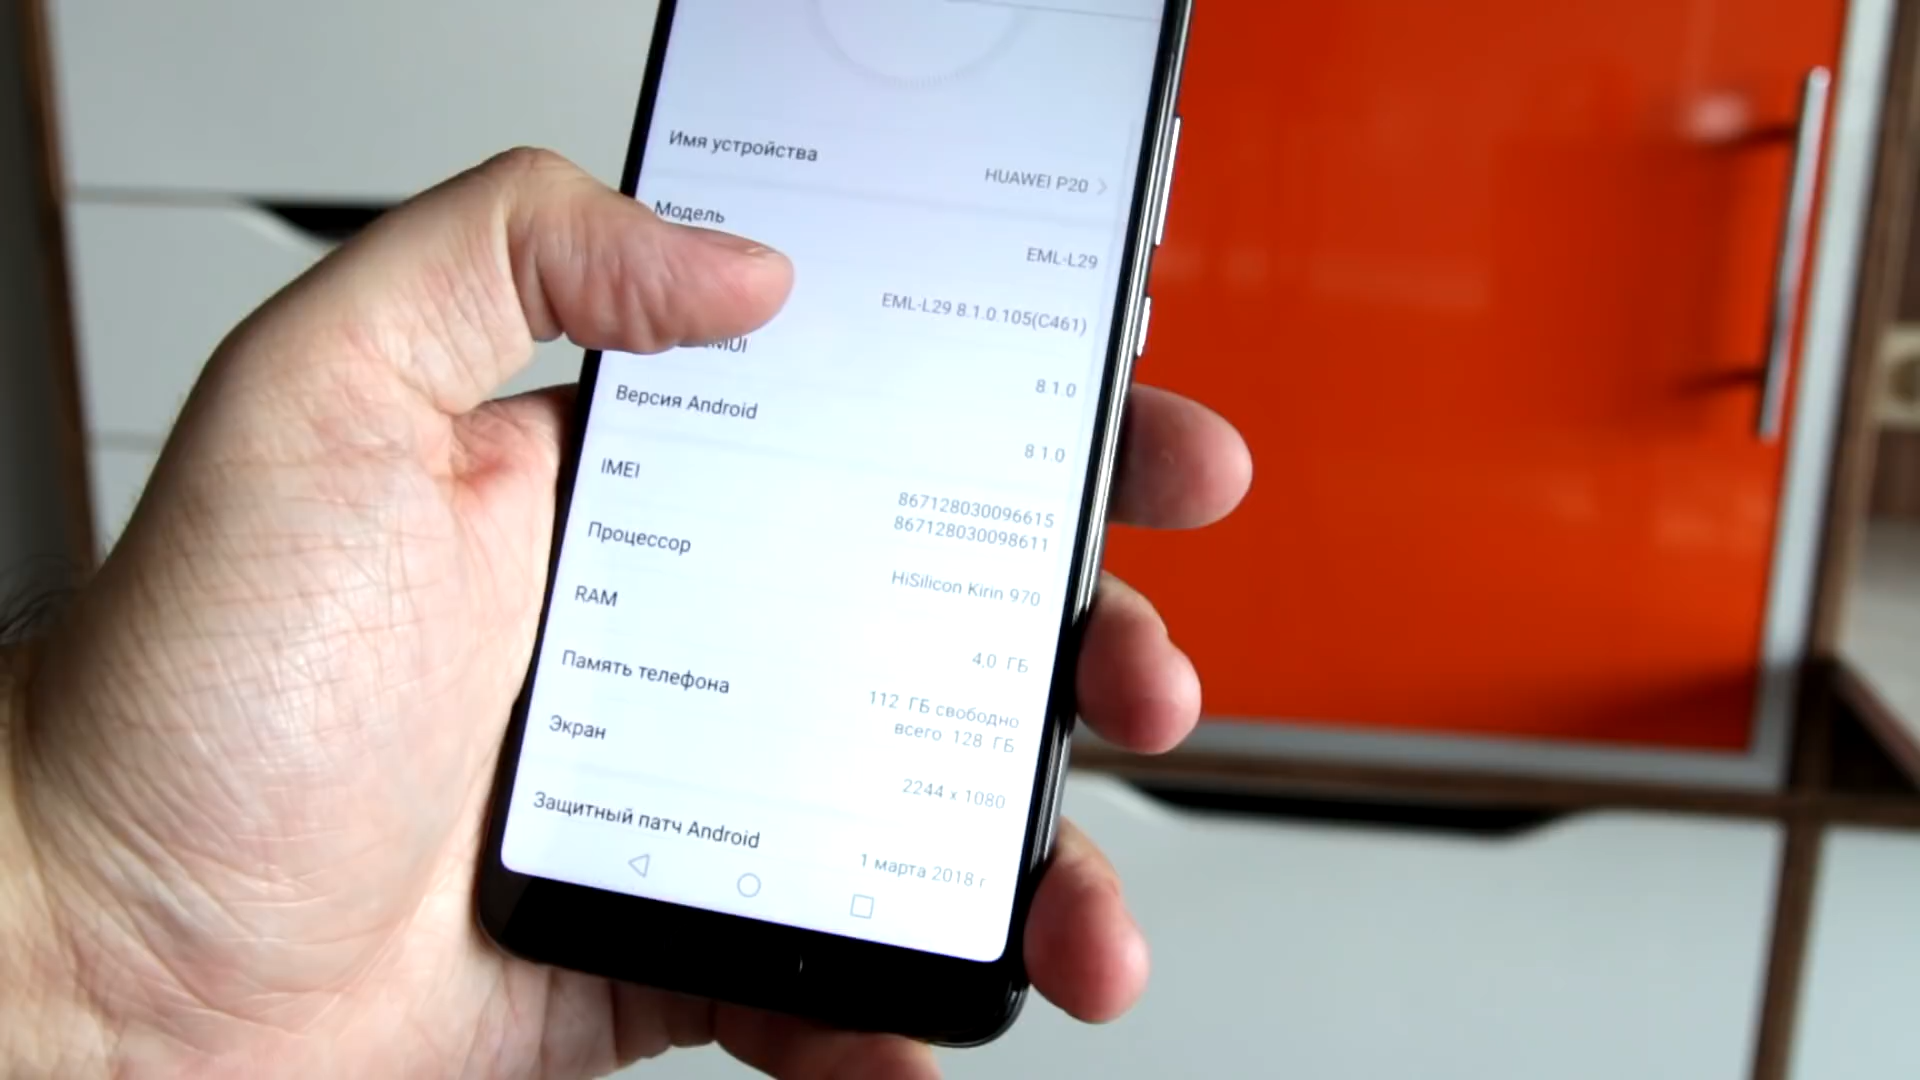 Имя устройства
HUAWEI P20
Модель
EML-L29
EML-L29 8.1.0.105(C461)
MUI
8.1.0
Версия Android
8.1.0
IMEI
867128030096615
867128030098611
Процессор
HiSilicon Kirin 970
RAM
4,0 ГБ
Память телефона
112 ГБ свободно
всего 128 ГБ
Экран
2244 x 1080
Защитный патч Android
1 марта 2018 г.